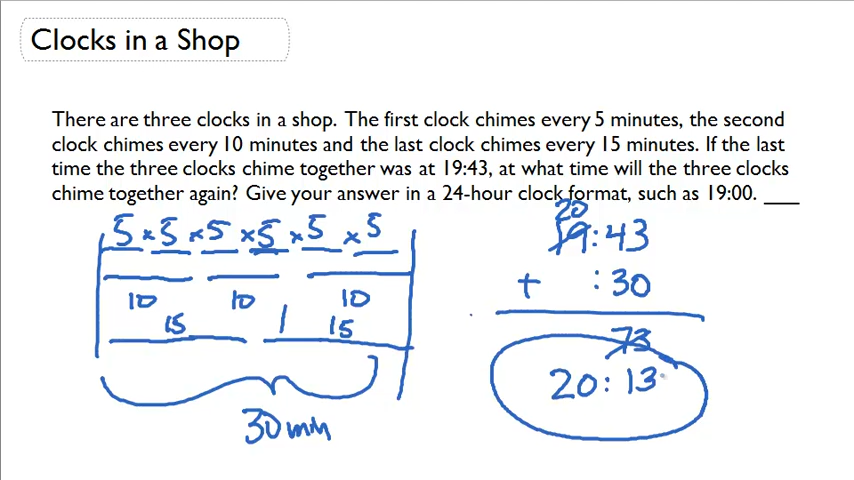 Clocks in a Shop
There are three clocks in a shop. The first clock chimes every 5 minutes, the second
clock chimes every 10 minutes and the last clock chimes every 15 minutes. If the last
time the three clocks chime together was at 19:43, at what time will the three clocks
chime together again? Give your answer in a 24-hour clock format, such as 19:00. ____
5 x 5 x 5 x 5 x 5 x 5
10 10 10
15 15
30 min
20
19:43
+ :30
73
20:13